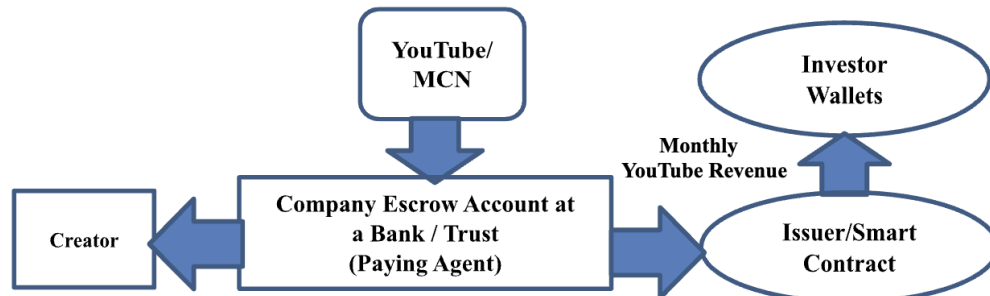 YouTube/
MCN
Investor
Wallets
Monthly
YouTube Revenue
Creator
Company Escrow Account at
a Bank / Trust
(Paying Agent)
Issuer/Smart
Contract